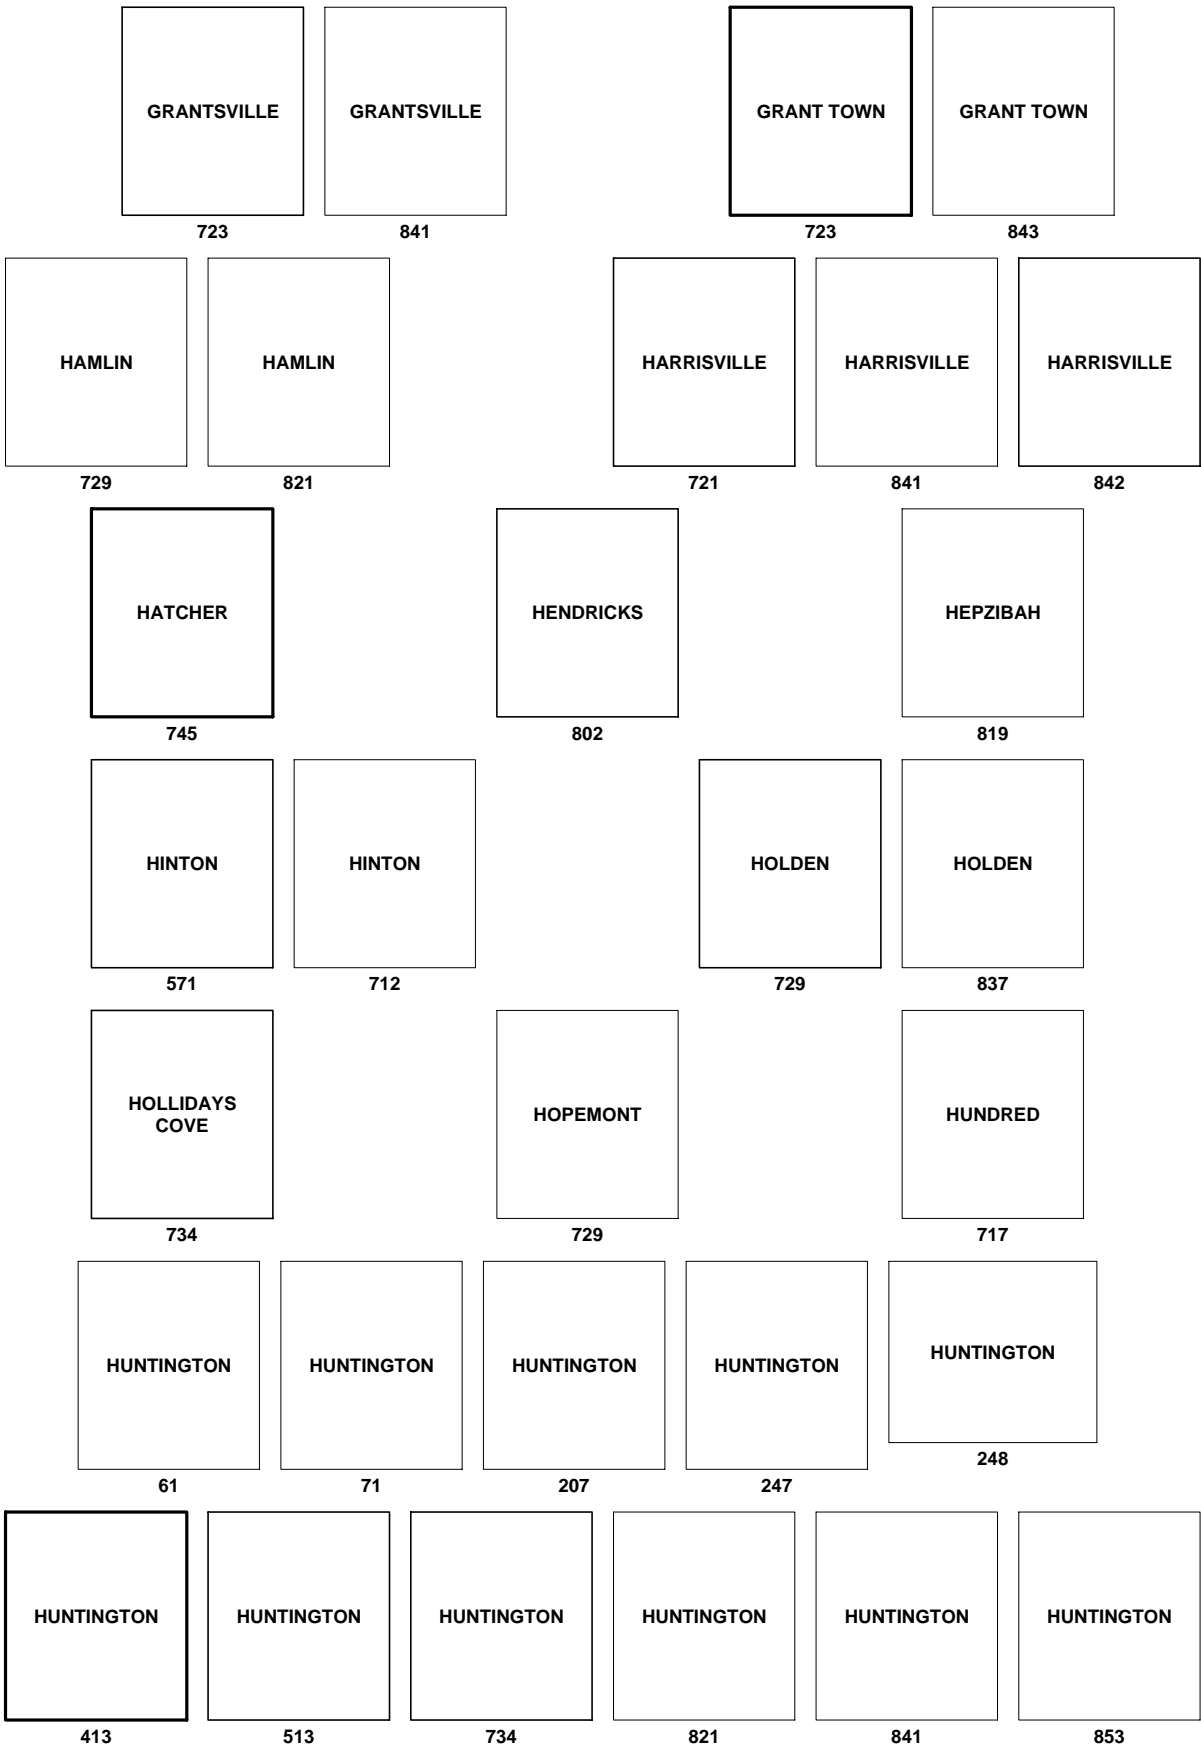 GRANTSVILLE GRANTSVILLE GRANT TOWN GRANT TOWN
723 841 723 843
HAMLIN HAMLIN HARRISVILLE HARRISVILLE HARRISVILLE
729 821 721 841 842
HATCHER HENDRICKS HEPZIBAH
745 802 819
HINTON HINTON HOLDEN HOLDEN
571 712 729 837
HOLLIDAYS
COVE
HOPEMONT HUNDRED
734 729 717
HUNTINGTON HUNTINGTON HUNTINGTON HUNTINGTON HUNTINGTON
61 71 207 247 248
HUNTINGTON HUNTINGTON HUNTINGTON HUNTINGTON HUNTINGTON HUNTINGTON
413 513 734 821 841 853